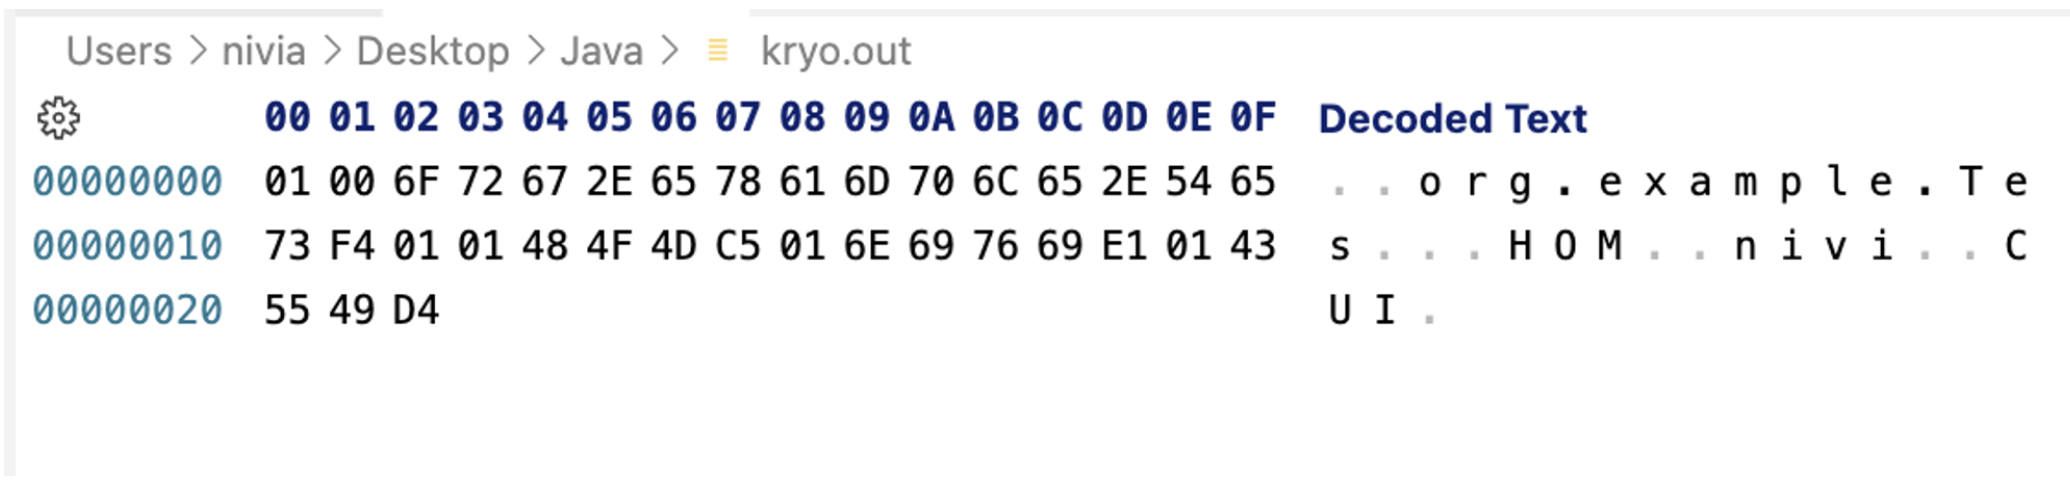 Users > nivia > Desktop > Java > kryo.out
00 01 02 03 04 05 06 07 08 09 0A 0B 0C 0D 0E 0F Decoded Text
00000000 01 00 6F 72 67 2E 65 78 61 6D 70 6C 65 2E 54 65 . . o r g . e x a m p l e . T e
00000010 73 F4 01 01 48 4F 4D C5 01 6E 69 76 69 E1 01 43 s . . . H O M . . n i v i . . C
00000020 55 49 D4 U I .